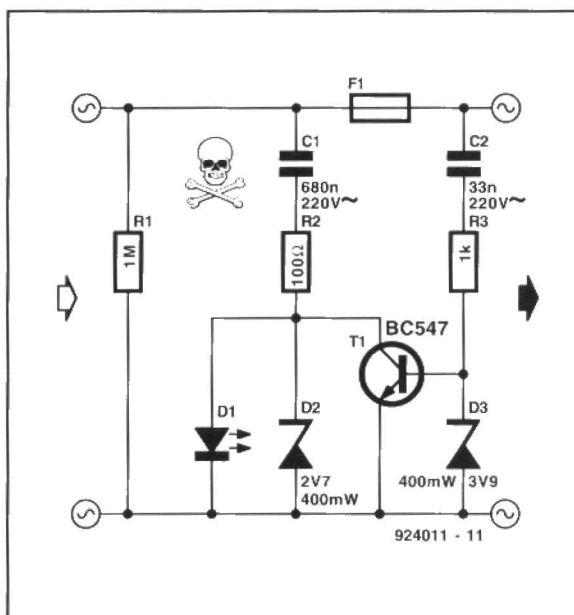 F1
C1
680n
220V~
C2
33n
220V~
R1
1M
R2
100Ω
R3
1k
T1
BC547
D1
D2
2V7
400mW
D3
400mW 3V9
924011 - 11